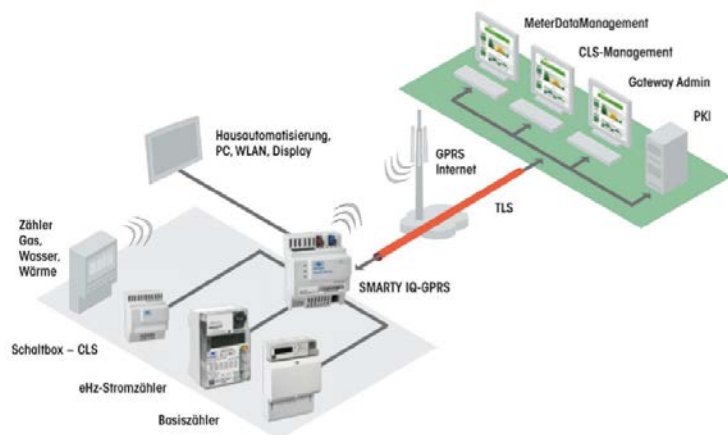 MeterDataManagement
CLS-Management
Gateway Admin
PKI
Hausautomatisierung,
PC, WLAN, Display
GPRS
Internet
TLS
Zähler
Gas,
Wasser,
Wärme
SMARTY IQ-GPRS
Schaltbox – CLS
eHz-Stromzähler
Basiszähler